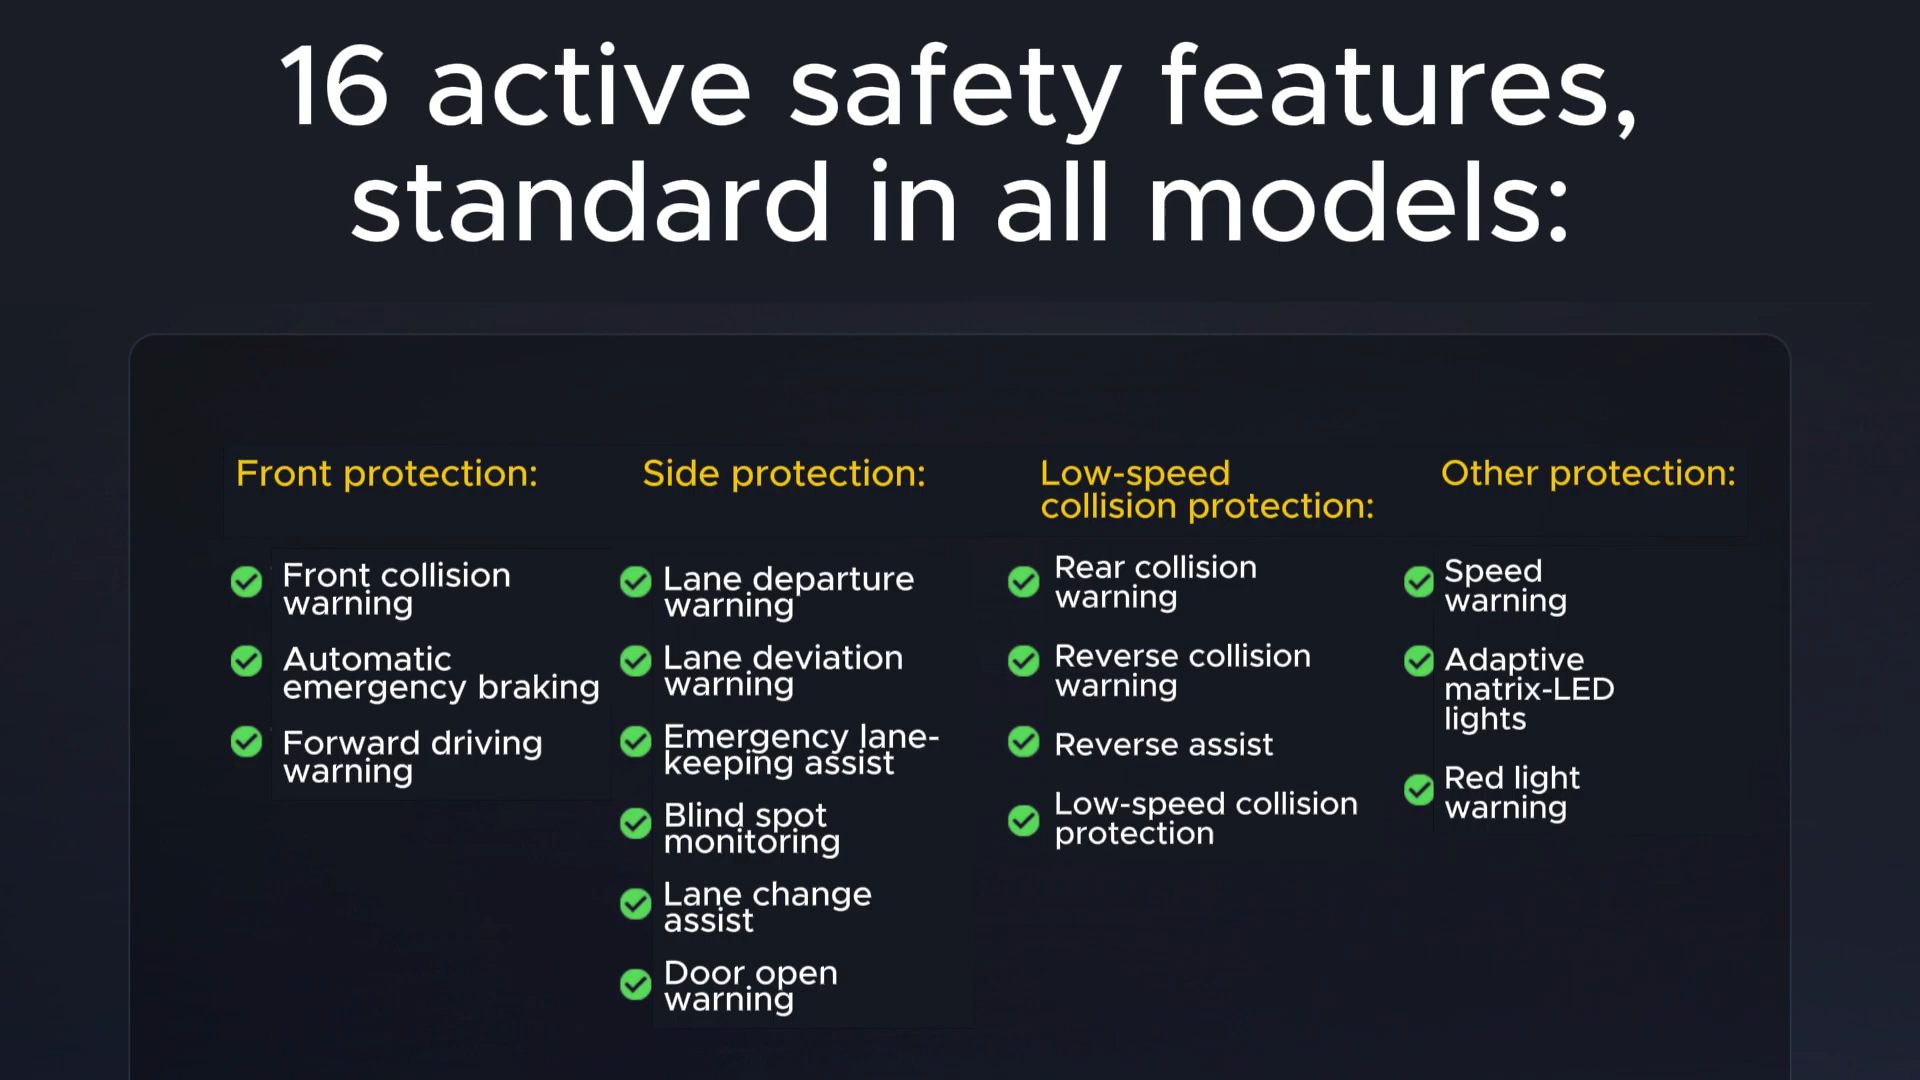 16 active safety features,
standard in all models:
Front protection:
Front collision
warning
Automatic
emergency braking
Forward driving
warning
Side protection:
Lane departure
warning
Lane deviation
warning
Emergency lane-
keeping assist
Blind spot
monitoring
Lane change
assist
Door open
warning
Low-speed
collision protection:
Rear collision
warning
Reverse collision
warning
Reverse assist
Low-speed collision
protection
Other protection:
Speed
warning
Adaptive
matrix-LED
lights
Red light
warning